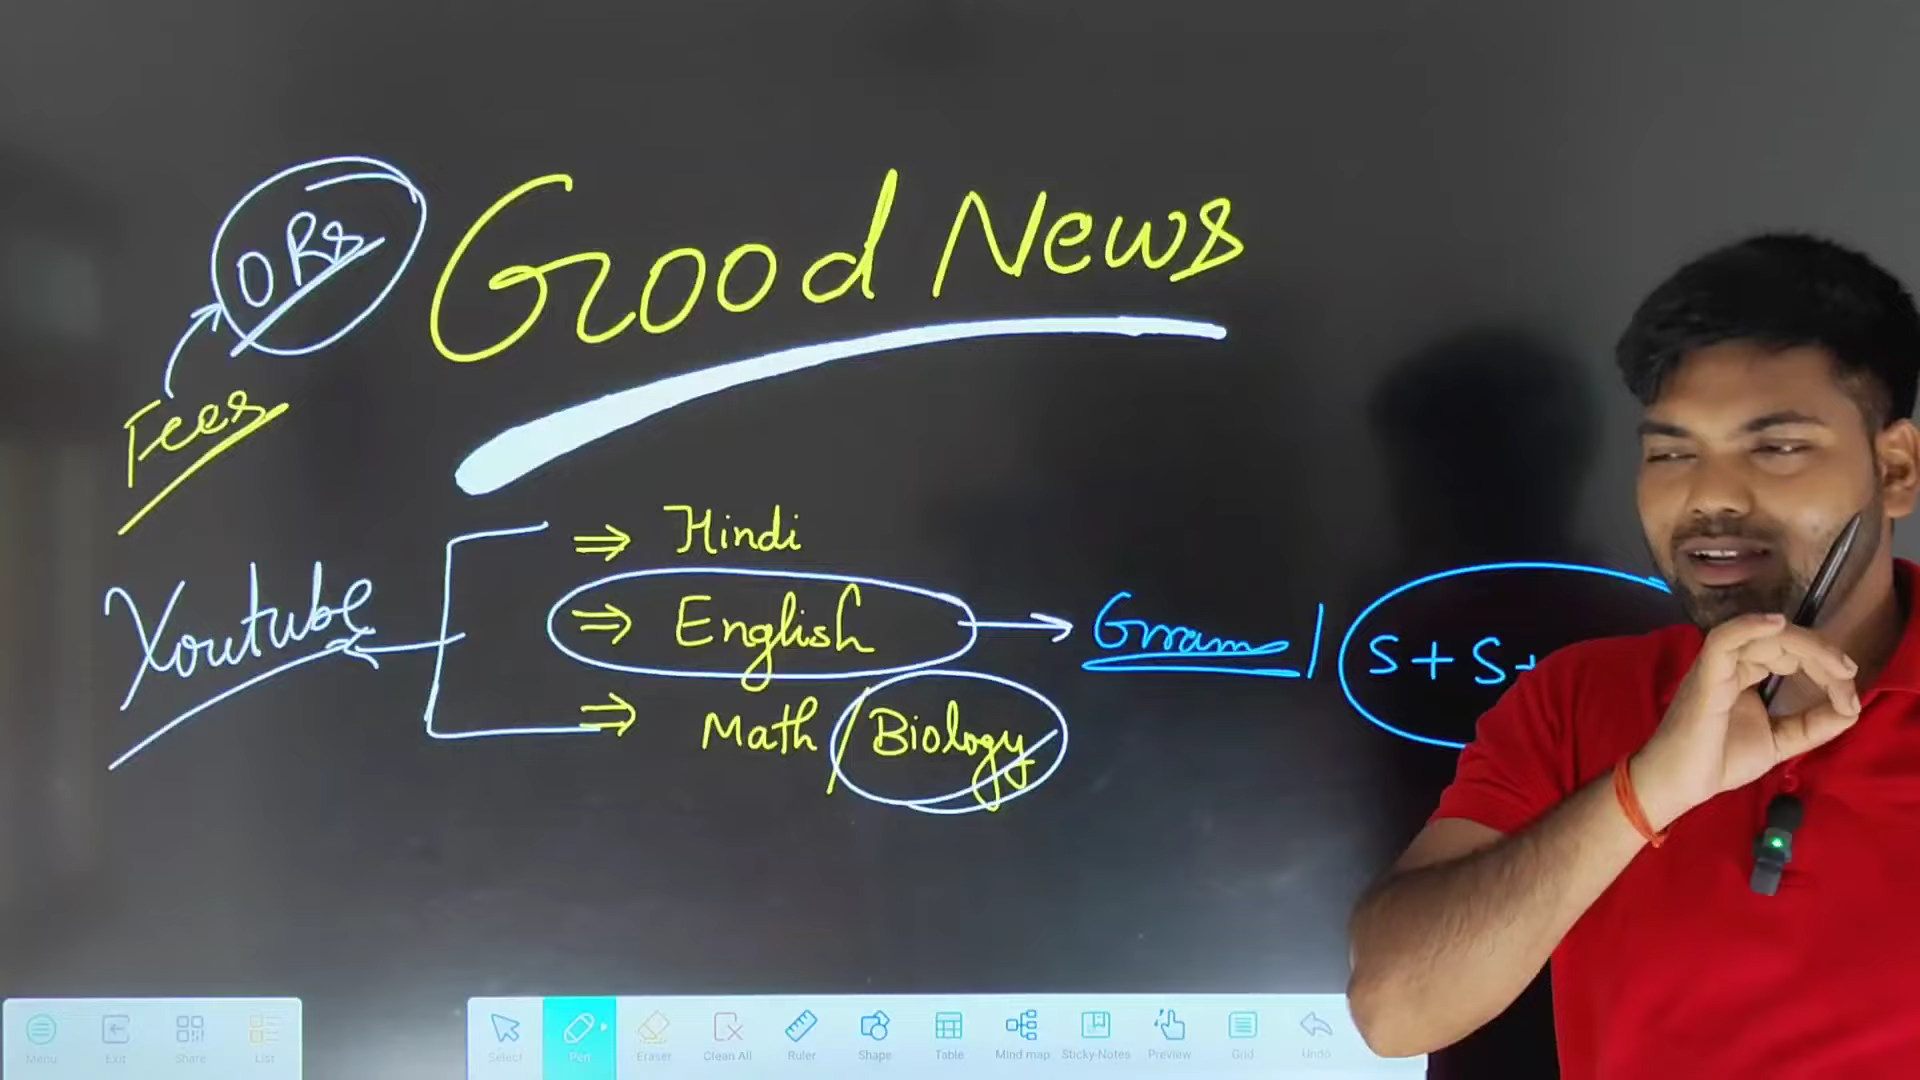 ORS
Good News
Fees
⇒ Hindi
Youtube
⇒ English → Gram | S+S+
⇒ Math / Biology
Menu Exit Share List
Select Pen Eraser Clean All Ruler Shape Table Mind map Sticky-Notes Preview Grid Undo